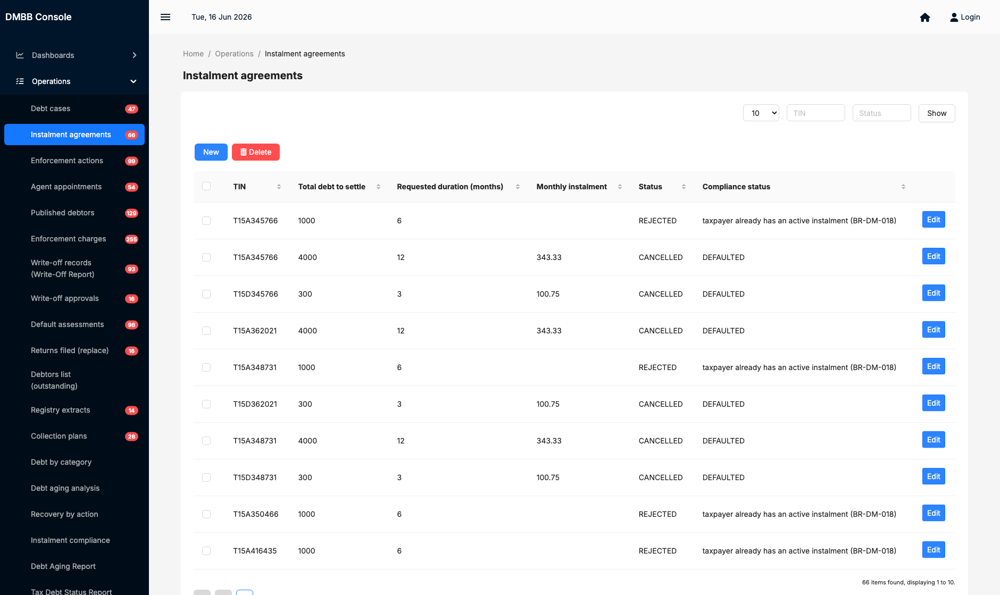 DMBB Console
Tue, 16 Jun 2026
Login
Dashboards
Operations
Debt cases 47
Instalment agreements 66
Enforcement actions 99
Agent appointments 54
Published debtors 129
Enforcement charges 255
Write-off records
(Write-Off Report) 93
Write-off approvals 16
Default assessments 96
Returns filed (replace) 16
Debtors list
(outstanding)
Registry extracts 14
Collection plans 26
Debt by category
Debt aging analysis
Recovery by action
Instalment compliance
Debt Aging Report
Tax Debt Status Report
Home / Operations / Instalment agreements
Instalment agreements
10 TIN Status Show
New Delete
TIN Total debt to settle Requested duration (months) Monthly instalment Status Compliance status
T15A345766 1000 6 REJECTED taxpayer already has an active instalment (BR-DM-018) Edit
T15A345766 4000 12 343.33 CANCELLED DEFAULTED Edit
T15D345766 300 3 100.75 CANCELLED DEFAULTED Edit
T15A362021 4000 12 343.33 CANCELLED DEFAULTED Edit
T15A348731 1000 6 REJECTED taxpayer already has an active instalment (BR-DM-018) Edit
T15D362021 300 3 100.75 CANCELLED DEFAULTED Edit
T15A348731 4000 12 343.33 CANCELLED DEFAULTED Edit
T15D348731 300 3 100.75 CANCELLED DEFAULTED Edit
T15A350466 1000 6 REJECTED taxpayer already has an active instalment (BR-DM-018) Edit
T15A416435 1000 6 REJECTED taxpayer already has an active instalment (BR-DM-018) Edit
66 items found, displaying 1 to 10.